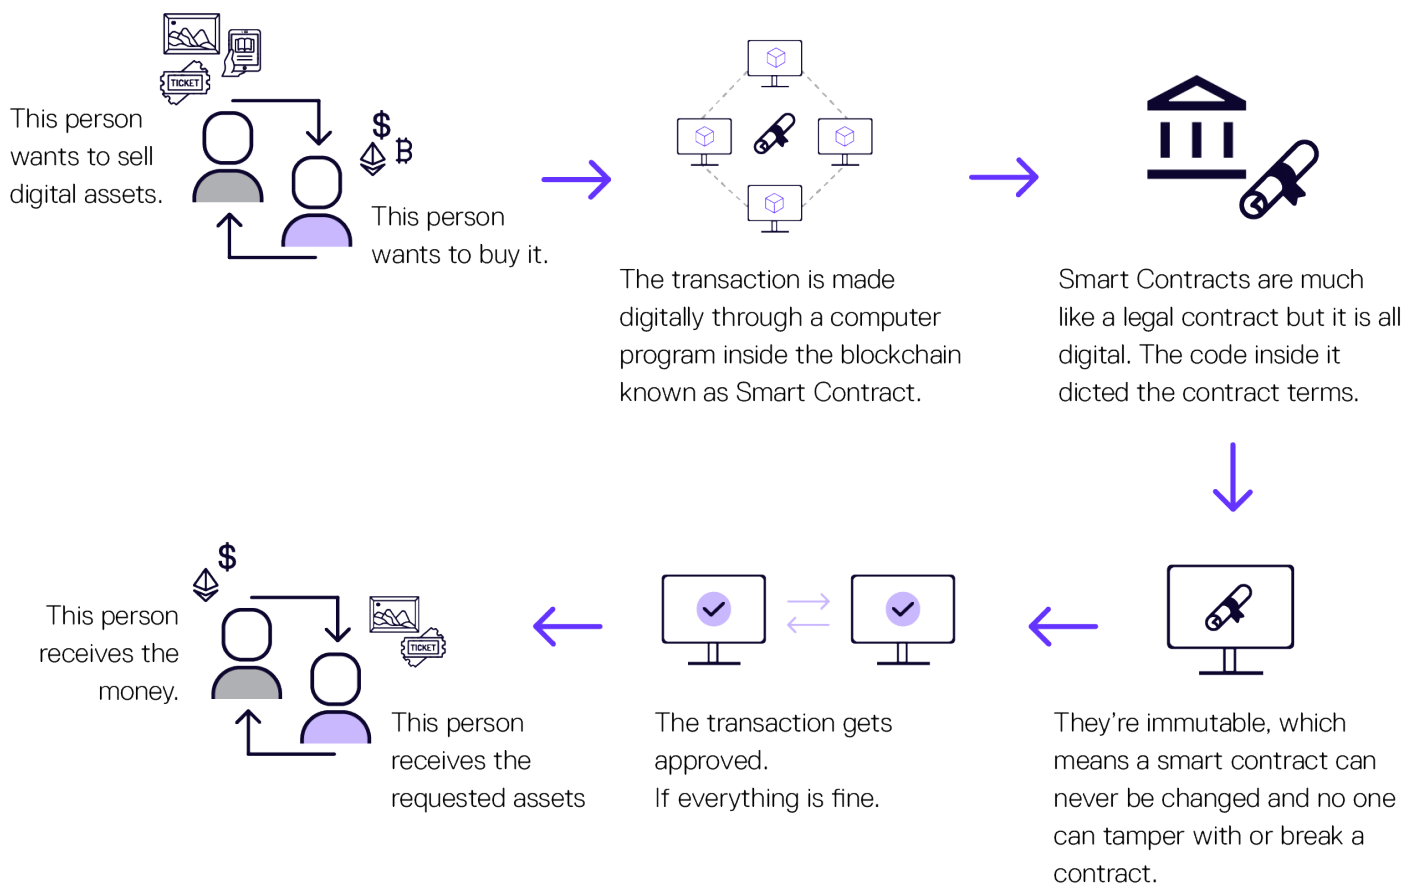 TICKET
This person
wants to sell
digital assets.
$
This person
wants to buy it.
The transaction is made
digitally through a computer
program inside the blockchain
known as Smart Contract.
Smart Contracts are much
like a legal contract but it is all
digital. The code inside it
dicted the contract terms.
They’re immutable, which
means a smart contract can
never be changed and no one
can tamper with or break a
contract.
The transaction gets
approved.
If everything is fine.
$
This person
receives the
money.
TICKET
This person
receives the
requested assets